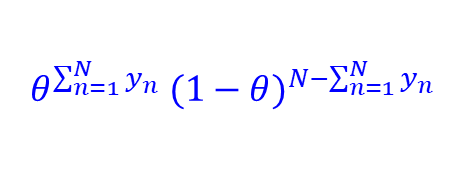 θ^{∑_{n=1}^{N} y_n} (1 − θ)^{N−∑_{n=1}^{N} y_n}